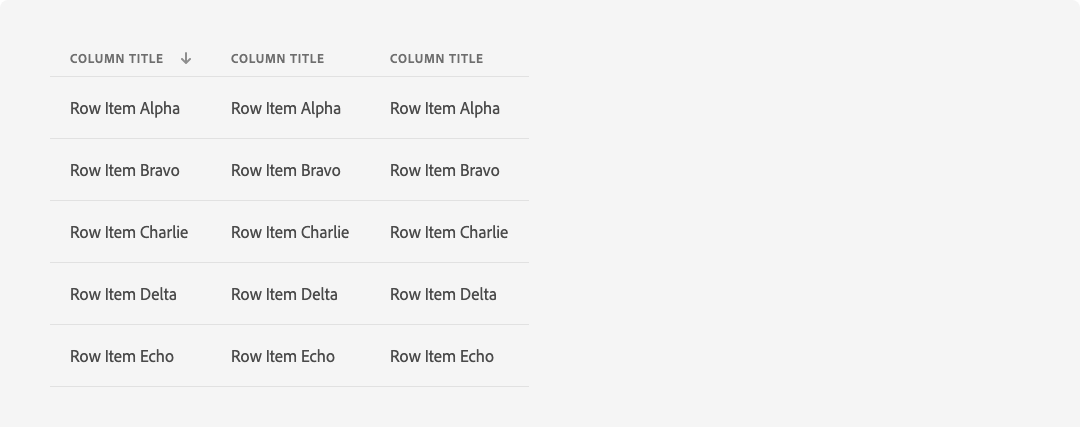 COLUMN TITLE COLUMN TITLE COLUMN TITLE
Row Item Alpha Row Item Alpha Row Item Alpha
Row Item Bravo Row Item Bravo Row Item Bravo
Row Item Charlie Row Item Charlie Row Item Charlie
Row Item Delta Row Item Delta Row Item Delta
Row Item Echo Row Item Echo Row Item Echo